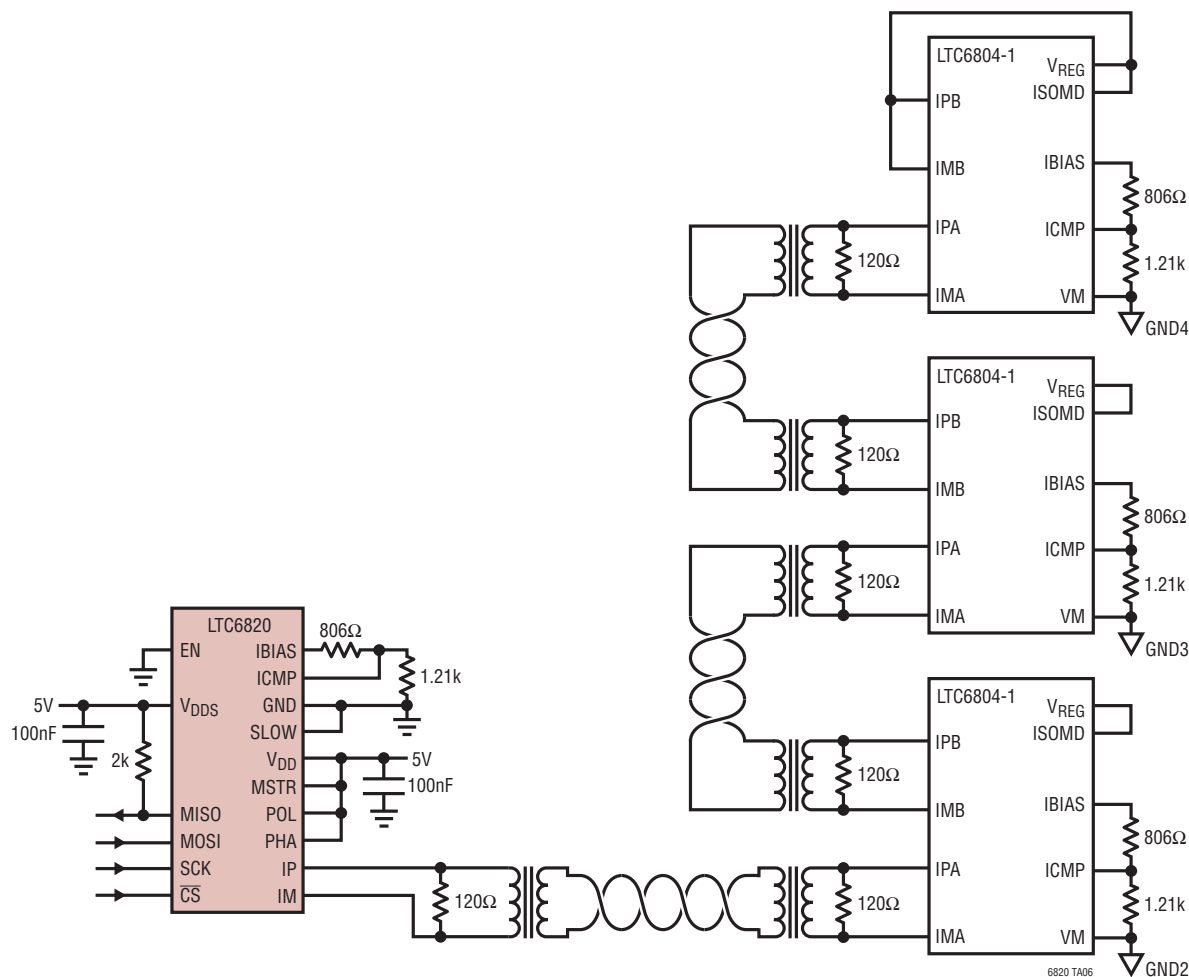 LTC6804-1
VREG
ISOMD
IPB
IMB
IBIAS
806Ω
IPA
ICMP
120Ω
1.21k
IMA
VM
GND4
LTC6804-1
VREG
ISOMD
IPB
120Ω
IMB
IBIAS
806Ω
IPA
ICMP
120Ω
1.21k
IMA
VM
GND3
LTC6804-1
VREG
ISOMD
IPB
120Ω
IMB
IBIAS
806Ω
IPA
ICMP
120Ω
1.21k
IMA
VM
GND2
LTC6820
EN
IBIAS
806Ω
ICMP
1.21k
5V
VDDS
GND
100nF
SLOW
2k
VDD
5V
MSTR
100nF
MISO
POL
MOSI
PHA
SCK
IP
CS
IM
120Ω
6820 TA06